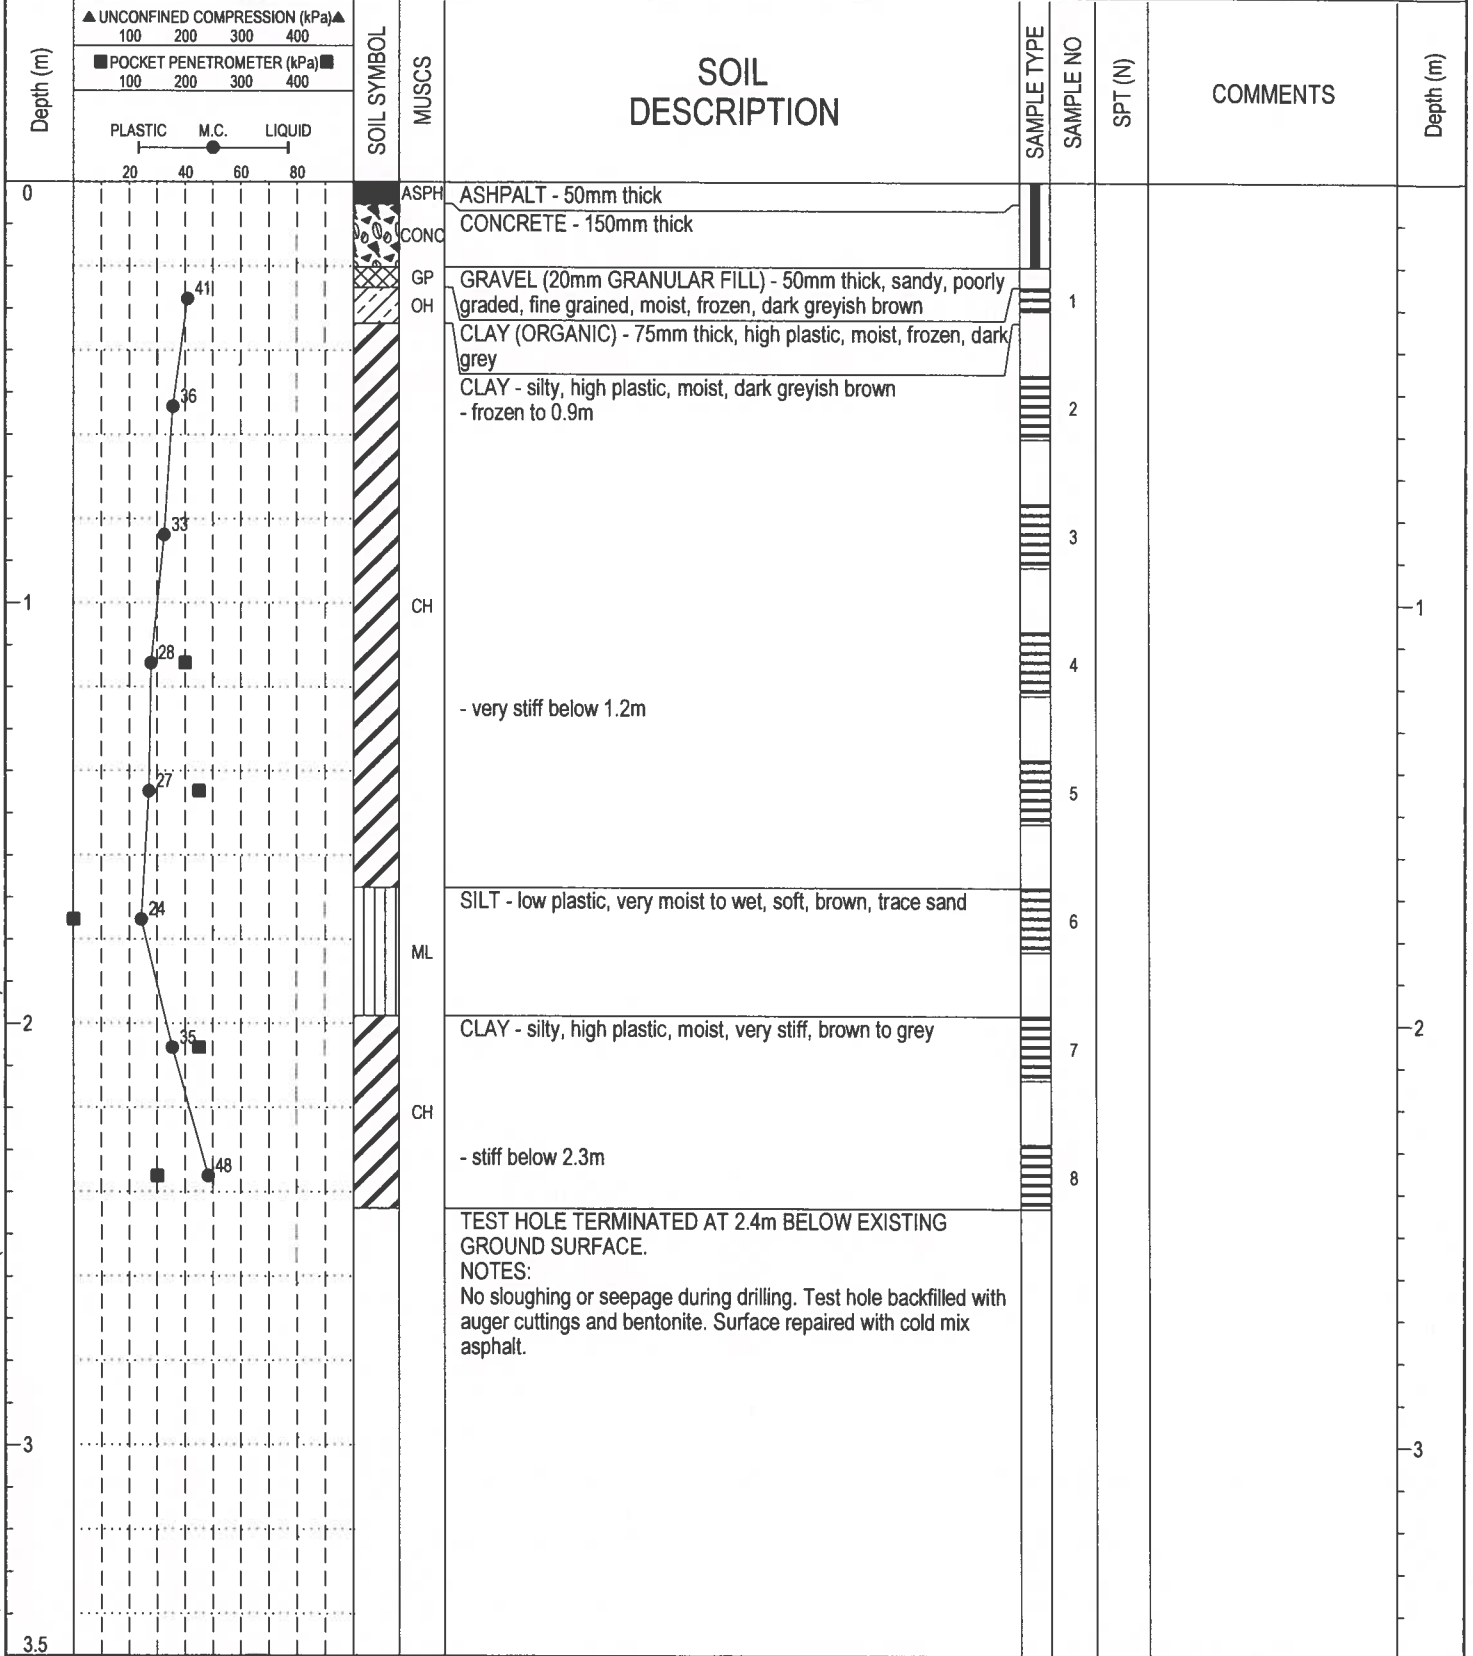 Depth (m)
▲ UNCONFINED COMPRESSION (kPa) ▲
100 200 300 400
■ POCKET PENETROMETER (kPa) ■
100 200 300 400
PLASTIC M.C. LIQUID
20 40 60 80
SOIL SYMBOL
MUSCS
SOIL
DESCRIPTION
SAMPLE TYPE
SAMPLE NO
SPT (N)
COMMENTS
Depth (m)
0
ASPH
ASHPALT - 50mm thick
CONC
CONCRETE - 150mm thick
GP
GRAVEL (20mm GRANULAR FILL) - 50mm thick, sandy, poorly
graded, fine grained, moist, frozen, dark greyish brown
41
OH
1
CLAY (ORGANIC) - 75mm thick, high plastic, moist, frozen, dark
grey
CLAY - silty, high plastic, moist, dark greyish brown
- frozen to 0.9m
36
2
33
3
1
CH
1
28
4
- very stiff below 1.2m
27
5
SILT - low plastic, very moist to wet, soft, brown, trace sand
24
6
ML
2
2
CLAY - silty, high plastic, moist, very stiff, brown to grey
35
7
CH
- stiff below 2.3m
48
8
TEST HOLE TERMINATED AT 2.4m BELOW EXISTING
GROUND SURFACE.
NOTES:
No sloughing or seepage during drilling. Test hole backfilled with
auger cuttings and bentonite. Surface repaired with cold mix
asphalt.
3
3
3.5